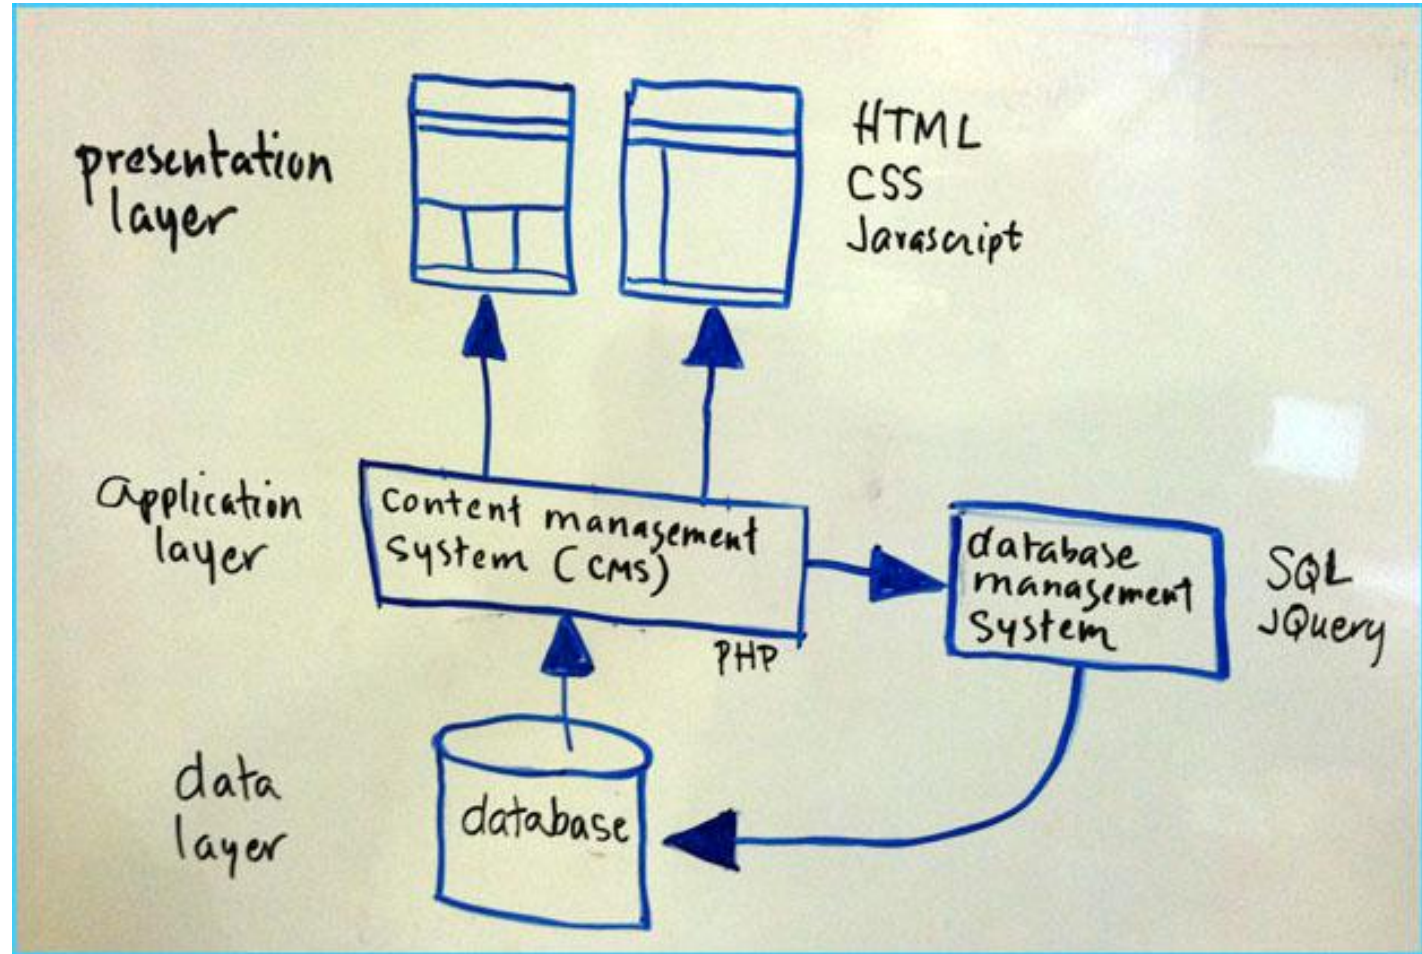 presentation
layer
HTML
CSS
Javascript
application
layer
content management
system (CMS)
PHP
database
management
system
SQL
JQuery
data
layer
database